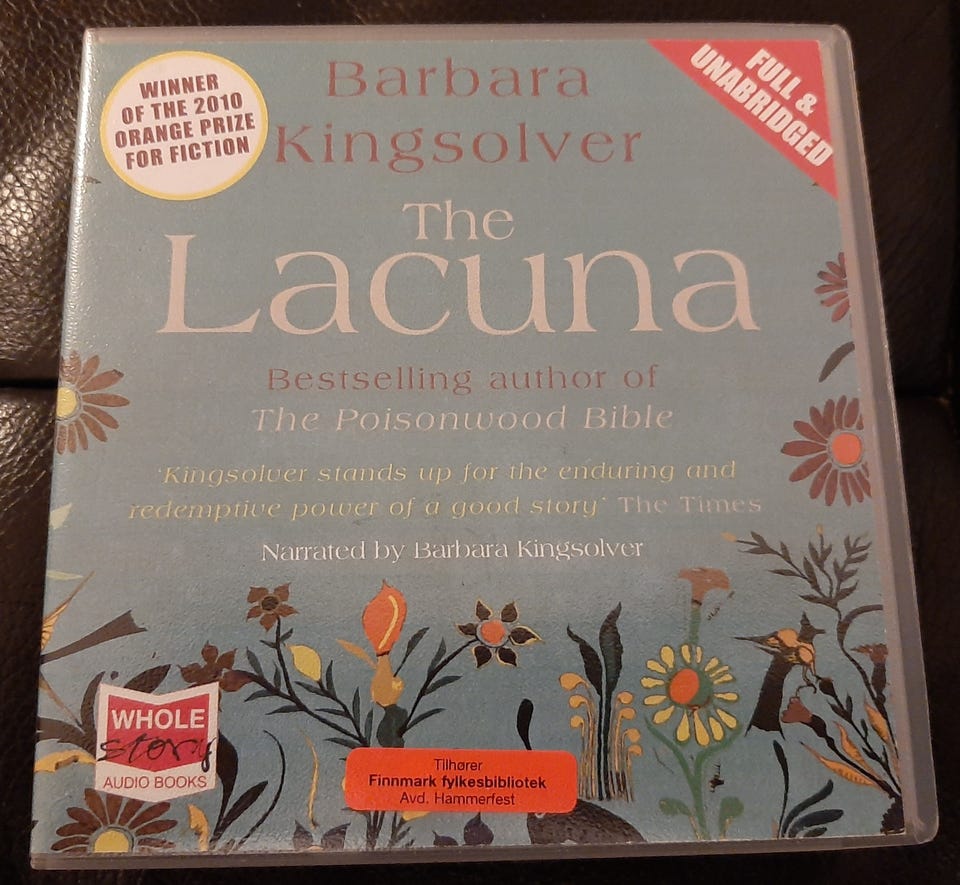 WINNER
OF THE 2010
ORANGE PRIZE
FOR FICTION
Barbara
Kingsolver
FULL &
UNABRIDGED
The
Lacuna
Bestselling author of
The Poisonwood Bible
'Kingsolver stands up for the enduring and
redemptive power of a good story' The Times
Narrated by Barbara Kingsolver
WHOLE
story
AUDIO BOOKS
Tilhører
Finnmark fylkesbibliotek
Avd. Hammerfest